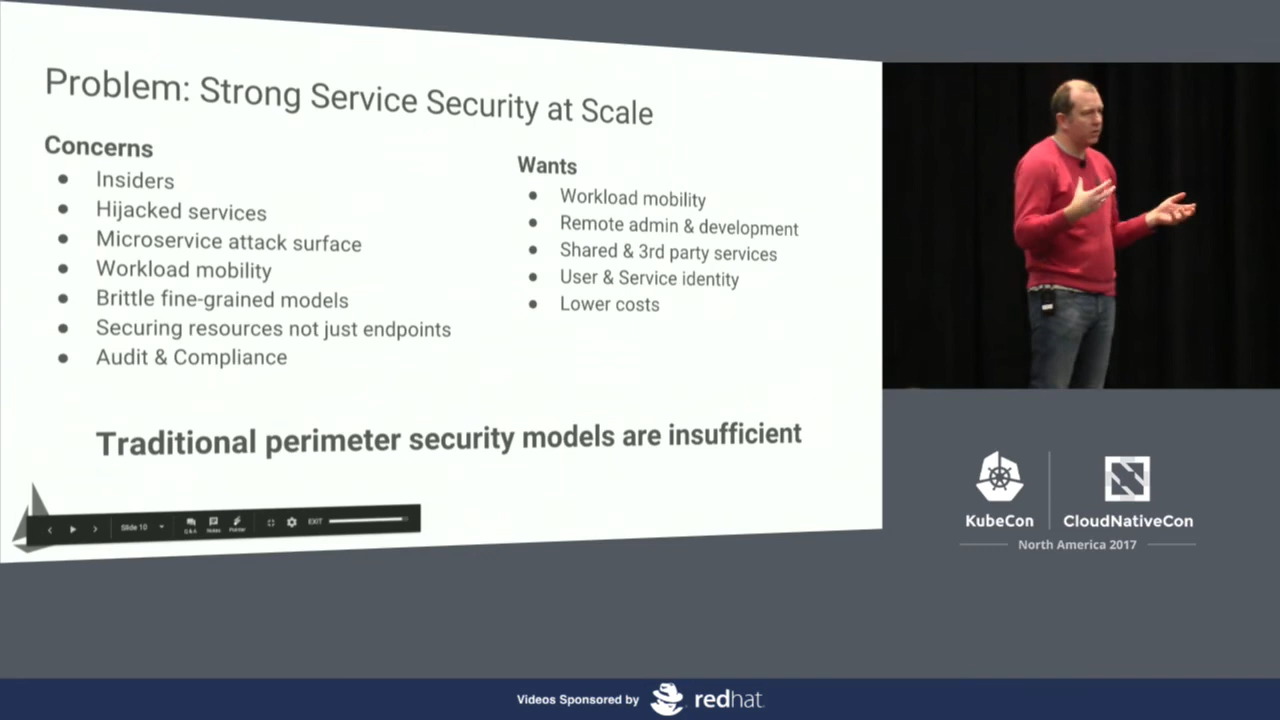 Problem: Strong Service Security at Scale
Concerns
Insiders
Hijacked services
Microservice attack surface
Workload mobility
Brittle fine-grained models
Securing resources not just endpoints
Audit & Compliance
Wants
Workload mobility
Remote admin & development
Shared & 3rd party services
User & Service identity
Lower costs
Traditional perimeter security models are insufficient
Slide 10
Q&A
Notes
Pointer
EXIT
KubeCon
CloudNativeCon
North America 2017
Videos Sponsored by
redhat